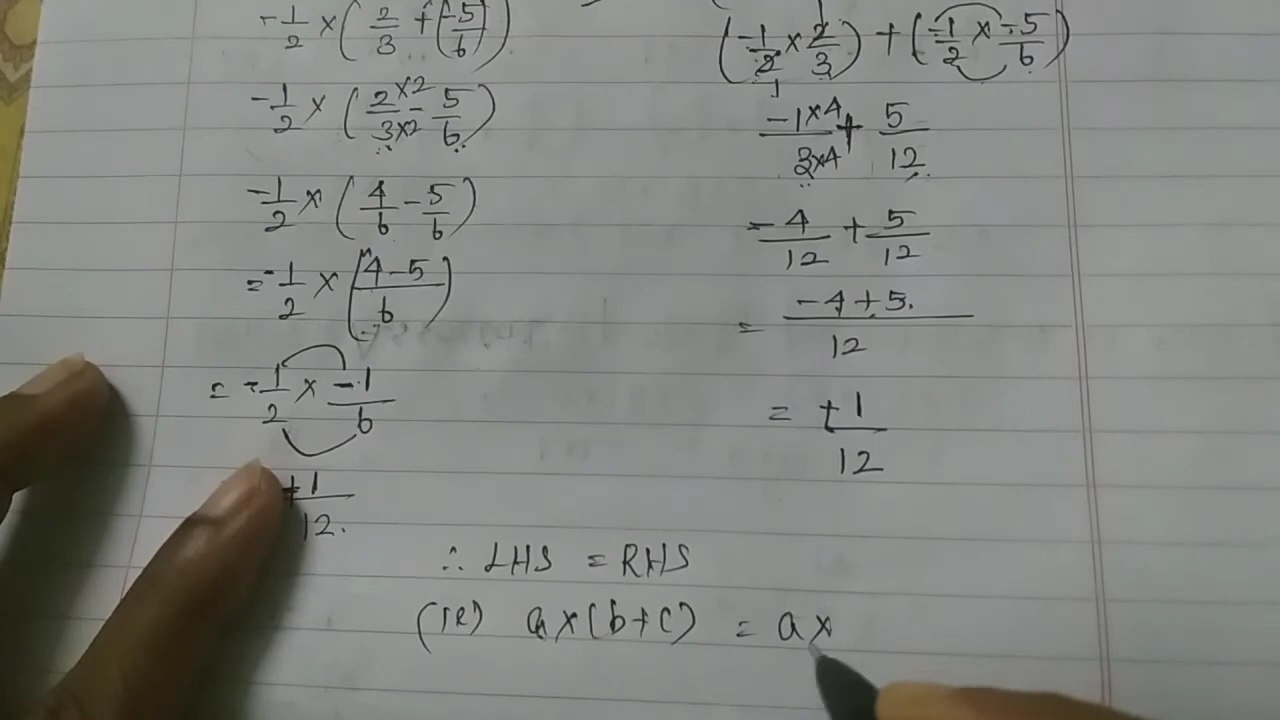 -1/2 × (2/3 + (-5/6))
-1/2 × (2×2/3×2 - 5/6)
-1/2 × (4/6 - 5/6)
= -1/2 × (4-5/6)
= -1/2 × -1/6
+1/12.
(-1/2 × 2/3) + (-1/2 × -5/6)
-1×4/3×4 + 5/12
= -4/12 + 5/12
= -4+5./12
= +1/12
∴ LHS = RHS
(ie) a×(b+c) = a×